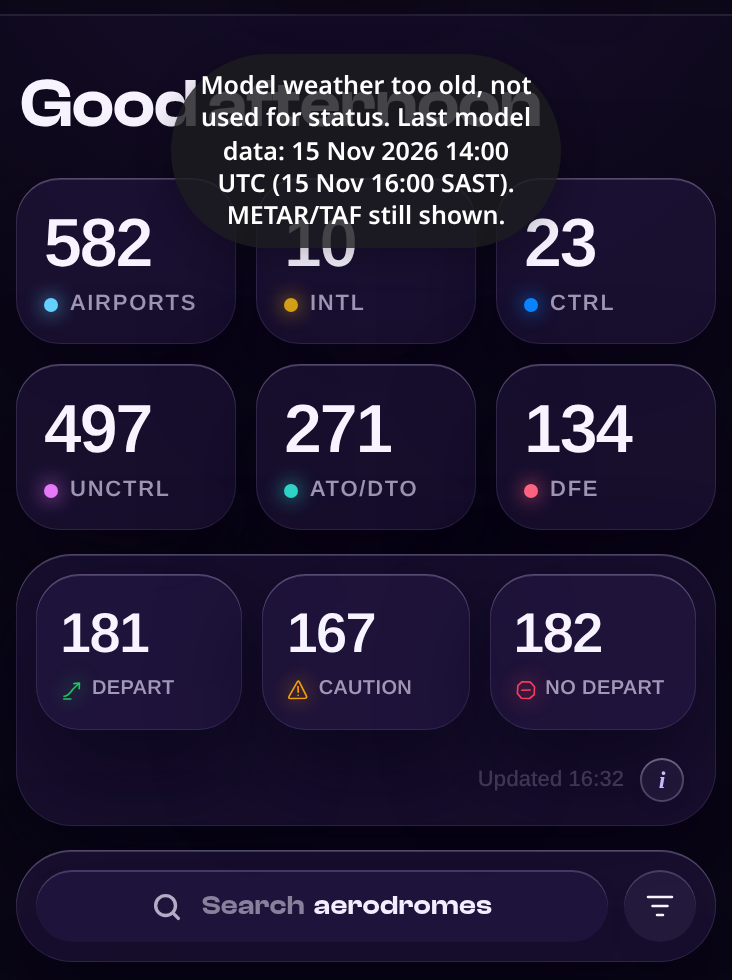 Good afternoon
Model weather too old, not
used for status. Last model
data: 15 Nov 2026 14:00
UTC (15 Nov 16:00 SAST).
METAR/TAF still shown.
582
AIRPORTS
10
INTL
23
CTRL
497
UNCTRL
271
ATO/DTO
134
DFE
181
DEPART
167
CAUTION
182
NO DEPART
Updated 16:32
i
Search aerodromes